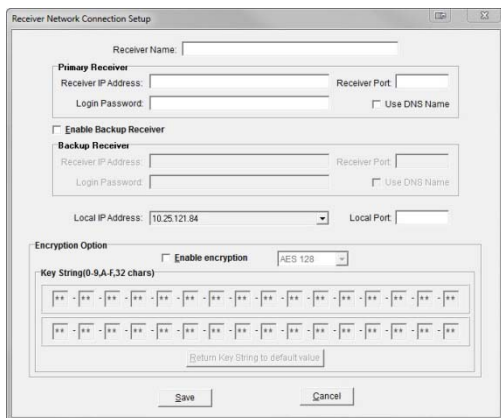 Receiver Network Connection Setup
Receiver Name:
Primary Receiver
Receiver IP Address: Receiver Port:
Login Password: Use DNS Name
Enable Backup Receiver
Backup Receiver
Receiver IP Address: Receiver Port:
Login Password: Use DNS Name
Local IP Address: 10.25.121.84 Local Port:
Encryption Option
Enable encryption AES 128
Key String(0-9,A-F,32 chars)
** - ** - ** - ** - ** - ** - ** - ** - ** - ** - ** - ** - ** - ** - ** - **
** - ** - ** - ** - ** - ** - ** - ** - ** - ** - ** - ** - ** - ** - ** - **
Return Key String to default value
Save Cancel